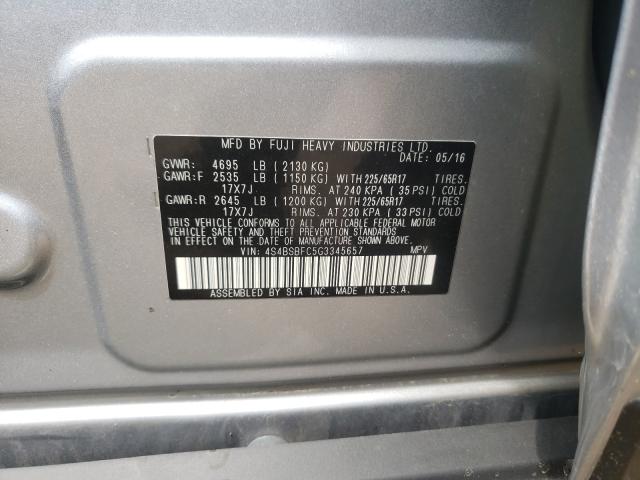 MFD BY FUJI HEAVY INDUSTRIES LTD.
DATE: 05/16
GVWR: 4695 LB ( 2130 KG)
GAWR:F 2535 LB ( 1150 KG) WITH 225/65R17 TIRES.
17X7J RIMS. AT 240 KPA ( 35 PSI) COLD
GAWR:R 2645 LB ( 1200 KG) WITH 225/65R17 TIRES.
17X7J RIMS. AT 230 KPA ( 33 PSI) COLD
THIS VEHICLE CONFORMS TO ALL APPLICABLE FEDERAL MOTOR
VEHICLE SAFETY AND THEFT PREVENTION STANDARDS
IN EFFECT ON THE DATE OF MANUFACTURE SHOWN ABOVE.
VIN: 4S4BSBFC5G3345657 MPV
ASSEMBLED BY SIA INC. MADE IN U.S.A.